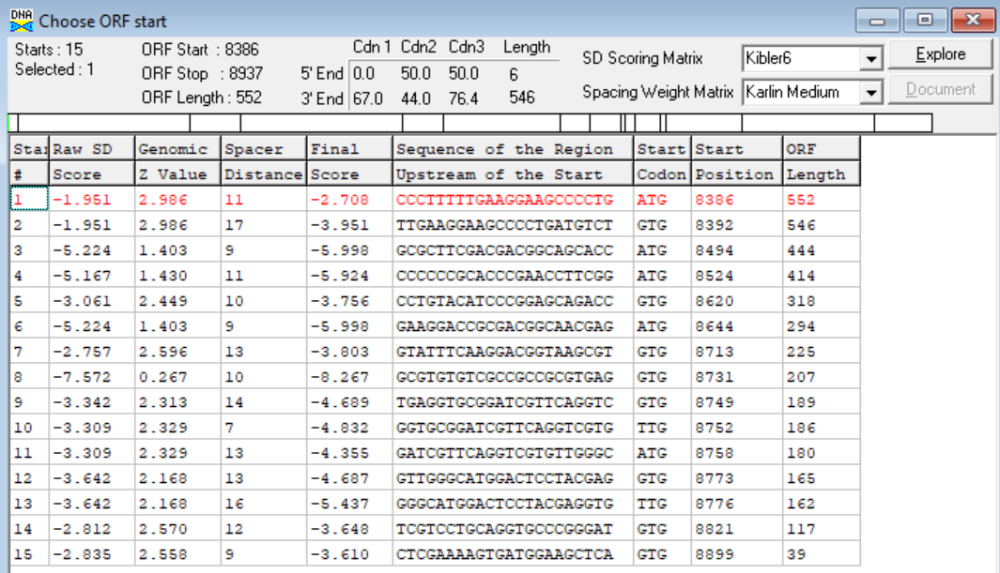 DNA Choose ORF start
Starts : 15 ORF Start : 8386 Cdn 1 Cdn2 Cdn3 Length SD Scoring Matrix Kibler6 Explore
Selected : 1 ORF Stop : 8937 5' End 0.0 50.0 50.0 6
ORF Length : 552 3' End 67.0 44.0 76.4 546 Spacing Weight Matrix Karlin Medium Document
Star Raw SD Genomic Spacer Final Sequence of the Region Start Start ORF
# Score Z Value Distance Score Upstream of the Start Codon Position Length
1 -1.951 2.986 11 -2.708 CCCTTTTTGAAGGAAGCCCCTG ATG 8386 552
2 -1.951 2.986 17 -3.951 TTGAAGGAAGCCCCTGATGTCT GTG 8392 546
3 -5.224 1.403 9 -5.998 GCGCTTCGACGACGGCAGCACC ATG 8494 444
4 -5.167 1.430 11 -5.924 CCCCCCGCACCCGAACCTTCGG ATG 8524 414
5 -3.061 2.449 10 -3.756 CCTGTACATCCCGGAGCAGACC GTG 8620 318
6 -5.224 1.403 9 -5.998 GAAGGACCGCGACGGCAACGAG ATG 8644 294
7 -2.757 2.596 13 -3.803 GTATTTCAAGGACGGTAAGCGT GTG 8713 225
8 -7.572 0.267 10 -8.267 GCGTGTGTCGCCGCCGCGTGAG GTG 8731 207
9 -3.342 2.313 14 -4.689 TGAGGTGCGGATCGTTCAGGTC GTG 8749 189
10 -3.309 2.329 7 -4.832 GGTGCGGATCGTTCAGGTCGTG TTG 8752 186
11 -3.309 2.329 13 -4.355 GATCGTTCAGGTCGTGTTGGGC ATG 8758 180
12 -3.642 2.168 13 -4.687 GTTGGGCATGGACTCCTACGAG GTG 8773 165
13 -3.642 2.168 16 -5.437 GGGCATGGACTCCTACGAGGTG TTG 8776 162
14 -2.812 2.570 12 -3.648 TCGTCCTGCAGGTGCCCGGGAT GTG 8821 117
15 -2.835 2.558 9 -3.610 CTCGAAAAGTGATGGAAGCTCA GTG 8899 39